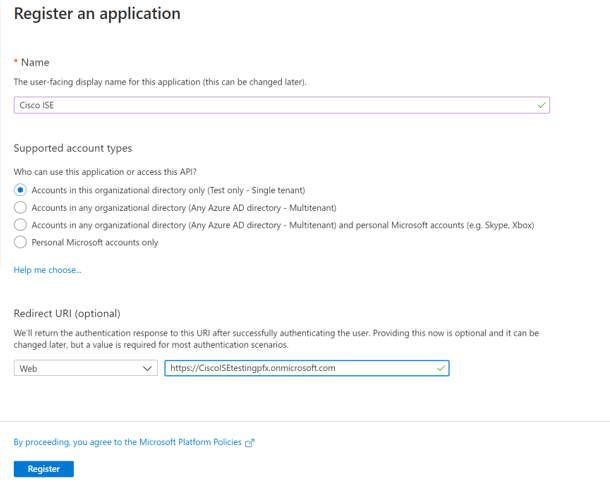 Register an application
* Name
The user-facing display name for this application (this can be changed later).
Cisco ISE
Supported account types
Who can use this application or access this API?
Accounts in this organizational directory only (Test only - Single tenant)
Accounts in any organizational directory (Any Azure AD directory - Multitenant)
Accounts in any organizational directory (Any Azure AD directory - Multitenant) and personal Microsoft accounts (e.g. Skype, Xbox)
Personal Microsoft accounts only
Help me choose...
Redirect URI (optional)
We'll return the authentication response to this URI after successfully authenticating the user. Providing this now is optional and it can be
changed later, but a value is required for most authentication scenarios.
Web
https://CiscoISEtestingpfx.onmicrosoft.com
By proceeding, you agree to the Microsoft Platform Policies
Register